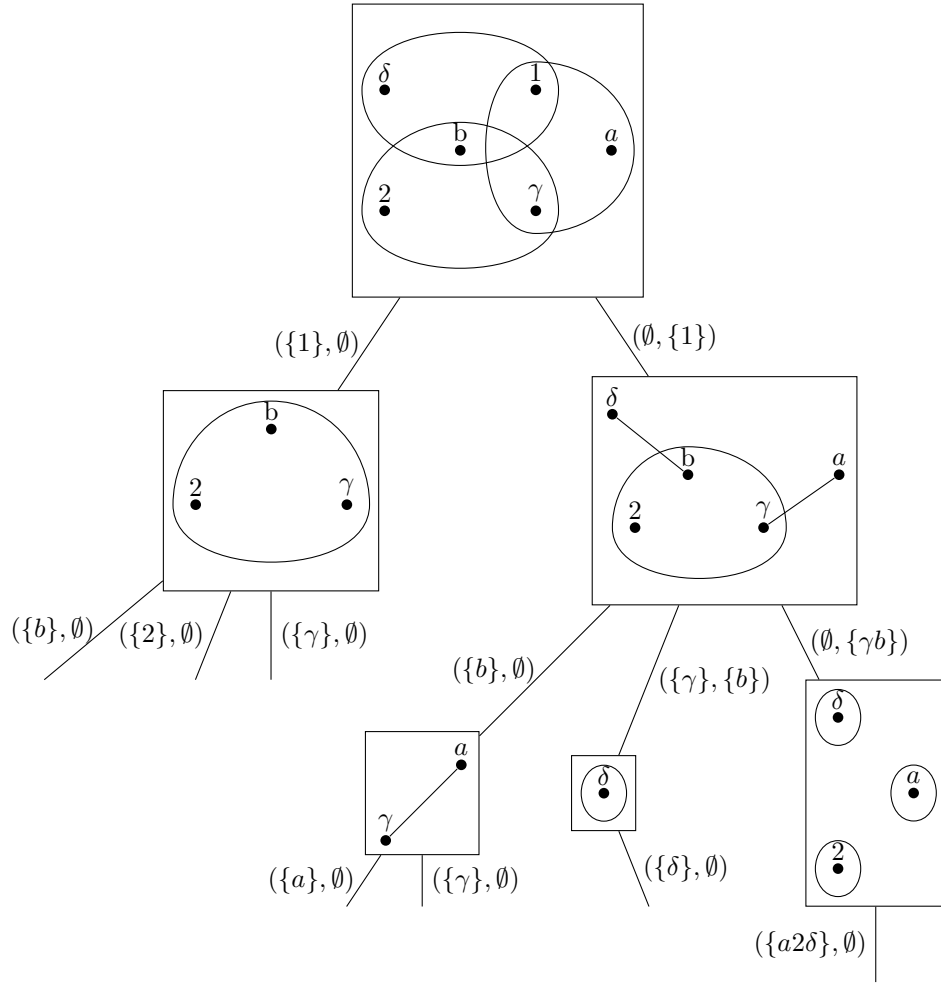 δ 1
b a
2 γ
({1}, ∅) (∅, {1})
b
2 γ
δ
b a
2 γ
({b}, ∅) ({2}, ∅) ({γ}, ∅)
({b}, ∅) ({γ}, {b}) (∅, {γb})
a
γ
δ
δ
a
2
({a}, ∅) ({γ}, ∅) ({δ}, ∅)
({a2δ}, ∅)